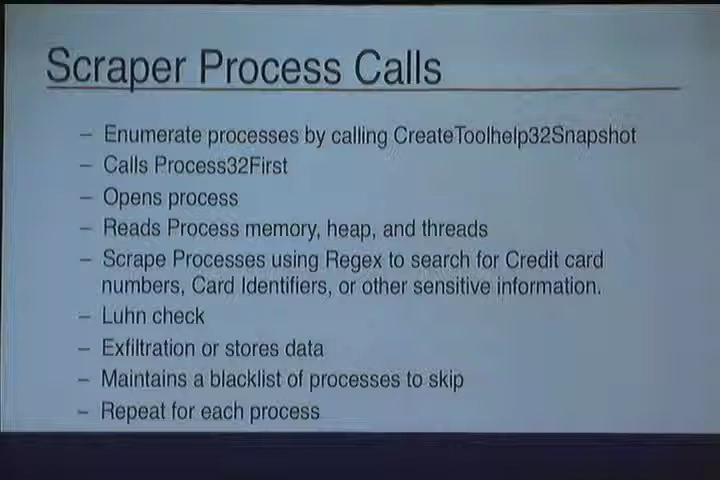 Scraper Process Calls
– Enumerate processes by calling CreateToolhelp32Snapshot
– Calls Process32First
– Opens process
– Reads Process memory, heap, and threads
– Scrape Processes using Regex to search for Credit card
numbers, Card Identifiers, or other sensitive information.
– Luhn check
– Exfiltration or stores data
– Maintains a blacklist of processes to skip
– Repeat for each process